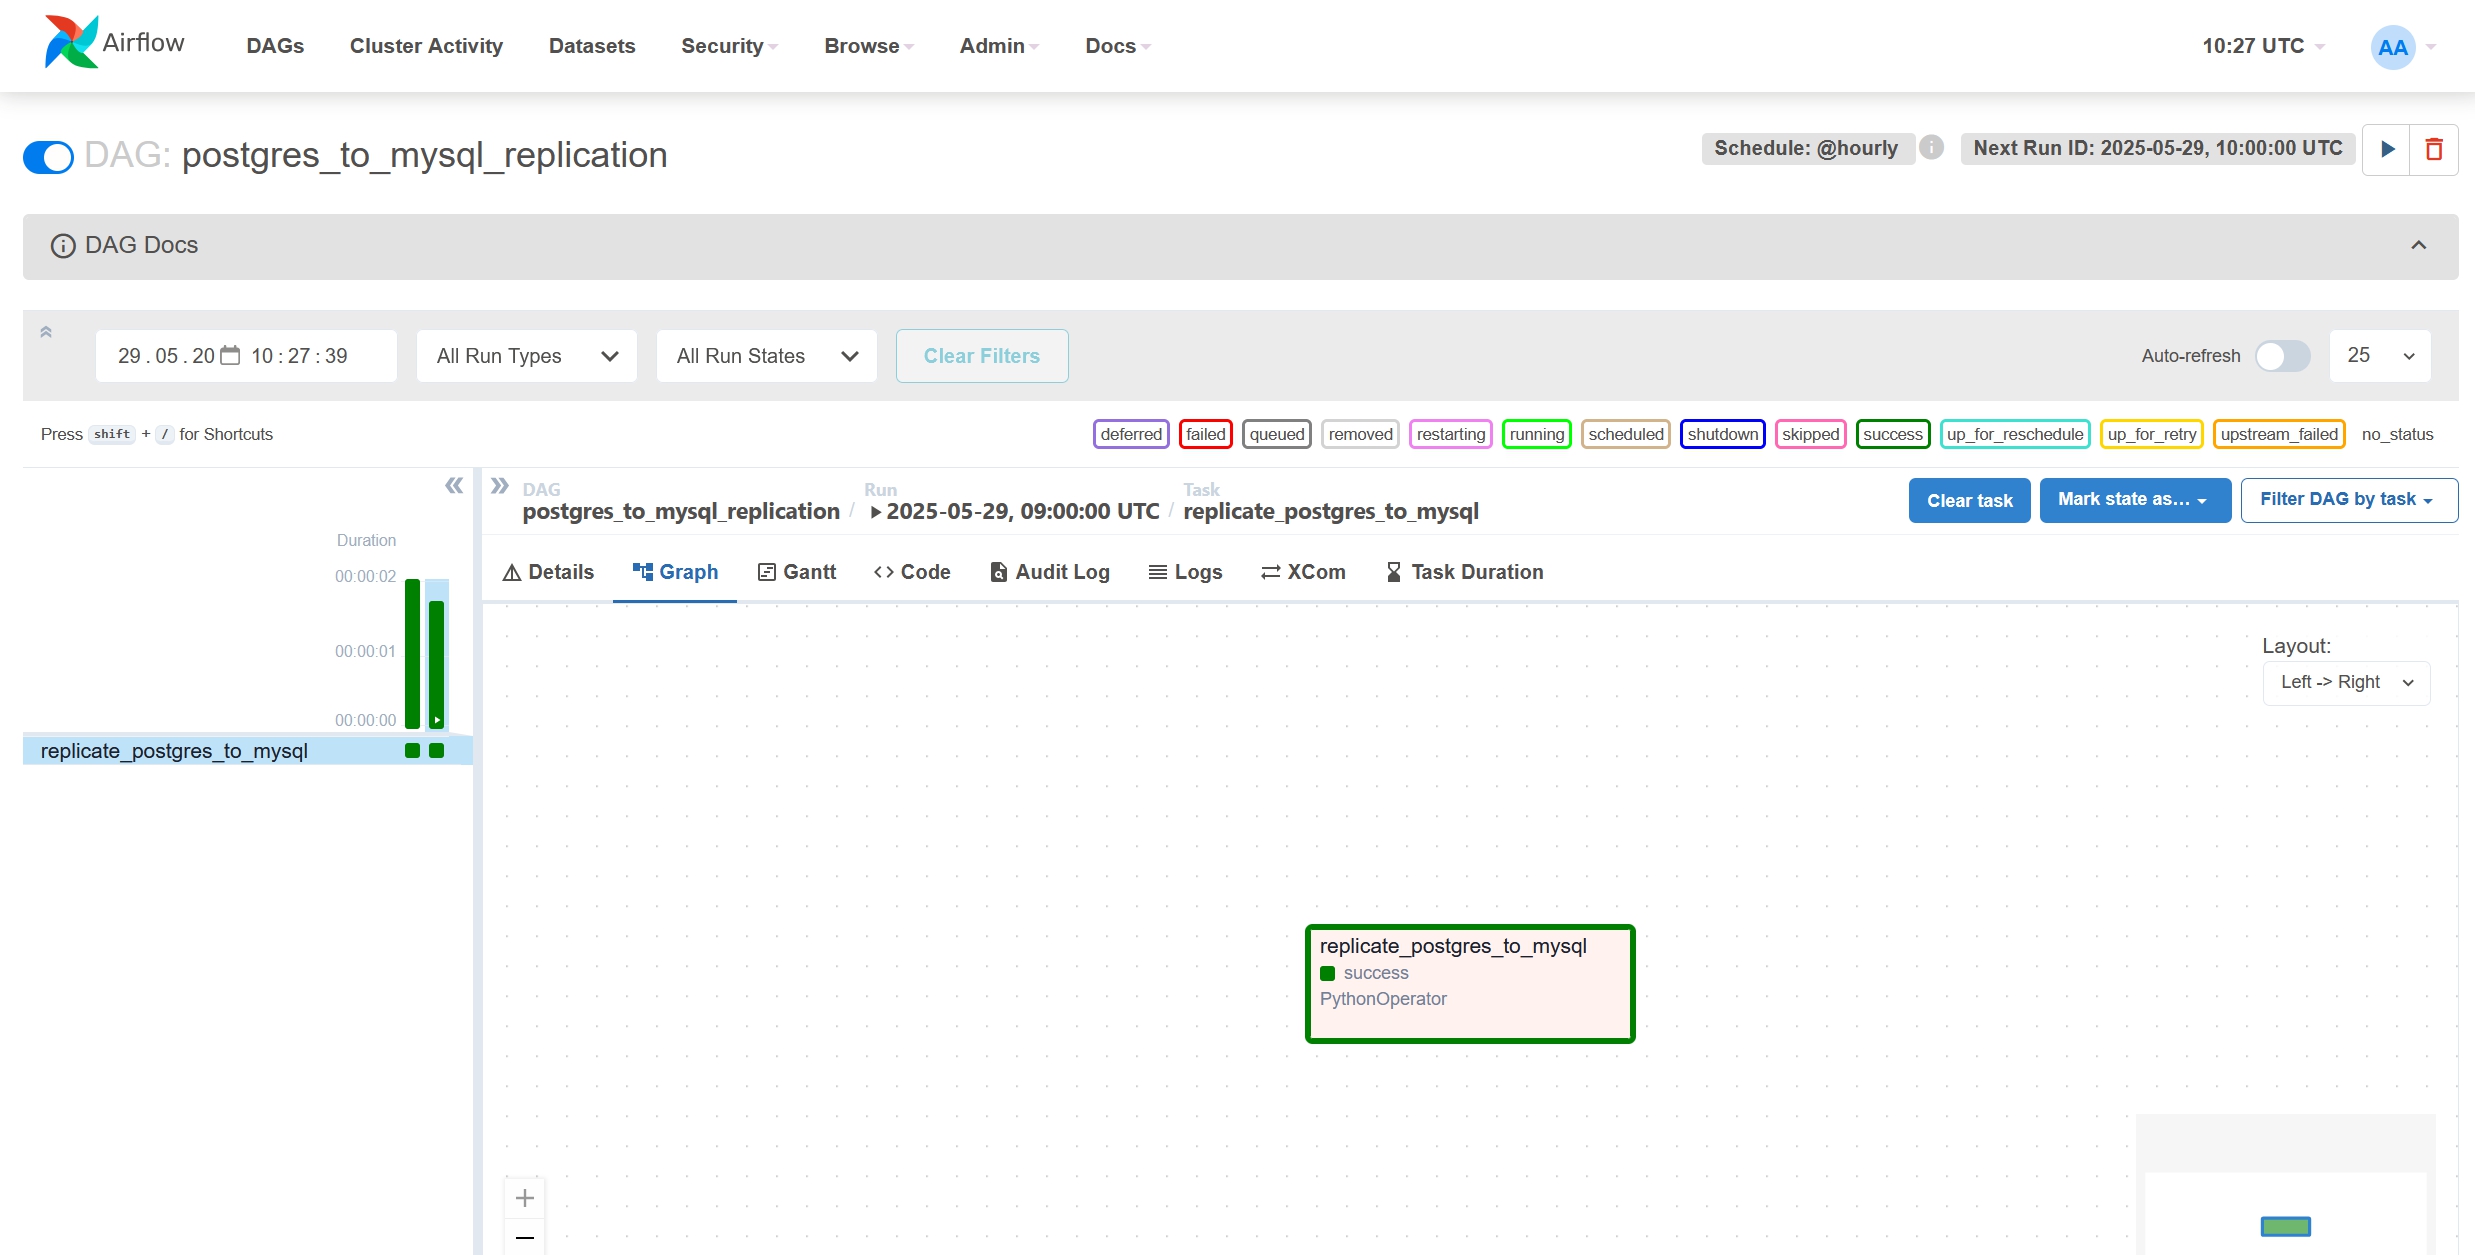 Airflow DAGs Cluster Activity Datasets Security Browse Admin Docs 10:27 UTC AA
DAG: postgres_to_mysql_replication Schedule: @hourly Next Run ID: 2025-05-29, 10:00:00 UTC
DAG Docs
29 . 05 . 20 10 : 27 : 39 All Run Types All Run States Clear Filters Auto-refresh 25
Press shift + / for Shortcuts deferred failed queued removed restarting running scheduled shutdown skipped success up_for_reschedule up_for_retry upstream_failed no_status
DAG Run Task
postgres_to_mysql_replication / 2025-05-29, 09:00:00 UTC / replicate_postgres_to_mysql Clear task Mark state as... Filter DAG by task
Duration
00:00:02
00:00:01
00:00:00
replicate_postgres_to_mysql
Details Graph Gantt Code Audit Log Logs XCom Task Duration
Layout:
Left -> Right
replicate_postgres_to_mysql
success
PythonOperator